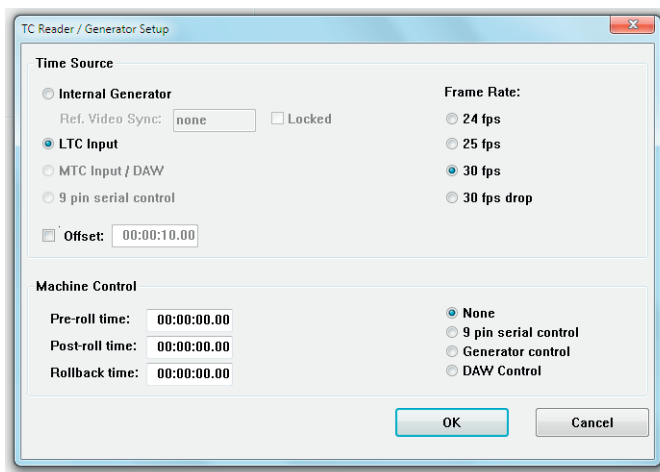 TC Reader / Generator Setup
Time Source
Internal Generator
Frame Rate:
Ref. Video Sync: none Locked
24 fps
LTC Input
25 fps
MTC Input / DAW
30 fps
9 pin serial control
30 fps drop
Offset: 00:00:10.00
Machine Control
Pre-roll time: 00:00:00.00
None
Post-roll time: 00:00:00.00
9 pin serial control
Generator control
Rollback time: 00:00:00.00
DAW Control
OK Cancel